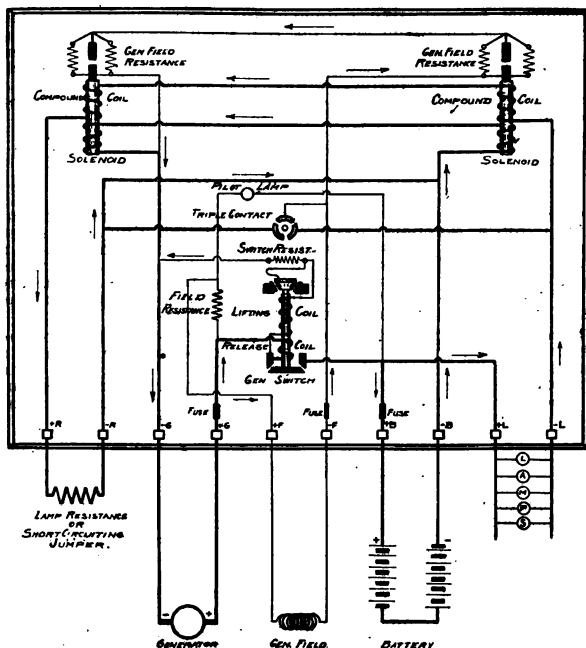 GEN. FIELD
RESISTANCE
GEN. FIELD
RESISTANCE
COMPOUND COIL
COMPOUND COIL
SOLENOID
SOLENOID
PILOT LAMP
TRIPLE CONTACT
SWITCH RESIST.
FIELD
RESISTANCE
LIFTING COIL
RELEASE COIL
GEN SWITCH
FUSE
FUSE
FUSE
+R
-R
-G
+G
+F
-F
+B
-B
+L
-L
L
A
M
P
S
LAMP RESISTANCE
OR
SHORT CIRCUITING
JUMPER.
- +
+ -
GENERATOR
GEN. FIELD.
BATTERY